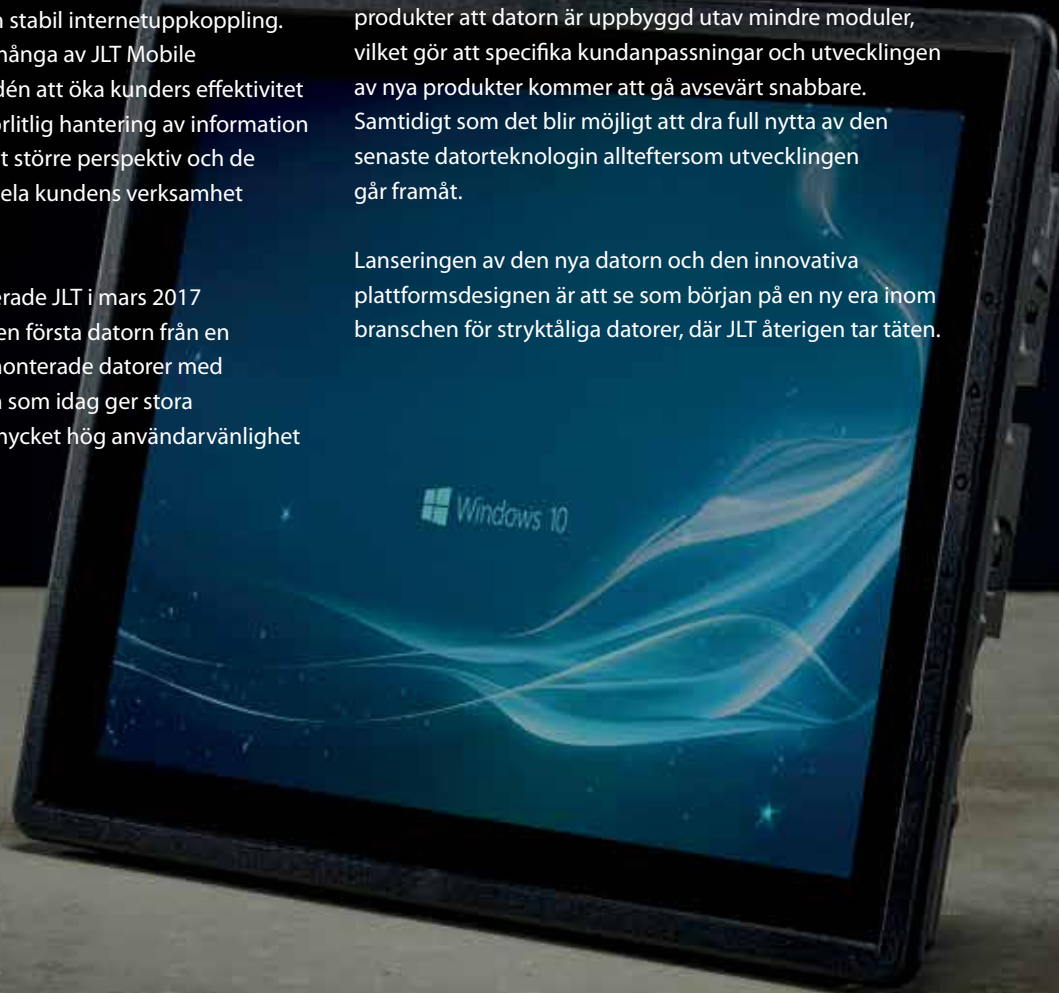 n stabil internetuppkoppling.
många av JLT Mobile
dén att öka kunders effektivitet
örlitlig hantering av information
t större perspektiv och de
ela kundens verksamhet
erade JLT i mars 2017
en första datorn från en
monterade datorer med
n som idag ger stora
mycket hög användarvänlighet
produkter att datorn är uppbyggd utav mindre moduler,
vilket gör att specifika kundanpassningar och utvecklingen
av nya produkter kommer att gå avsevärt snabbare.
Samtidigt som det blir möjligt att dra full nytta av den
senaste datorteknologin allteftersom utvecklingen
går framåt.
Lanseringen av den nya datorn och den innovativa
plattformsdesignen är att se som början på en ny era inom
branschen för stryktåliga datorer, där JLT återigen tar täten.
Windows 10